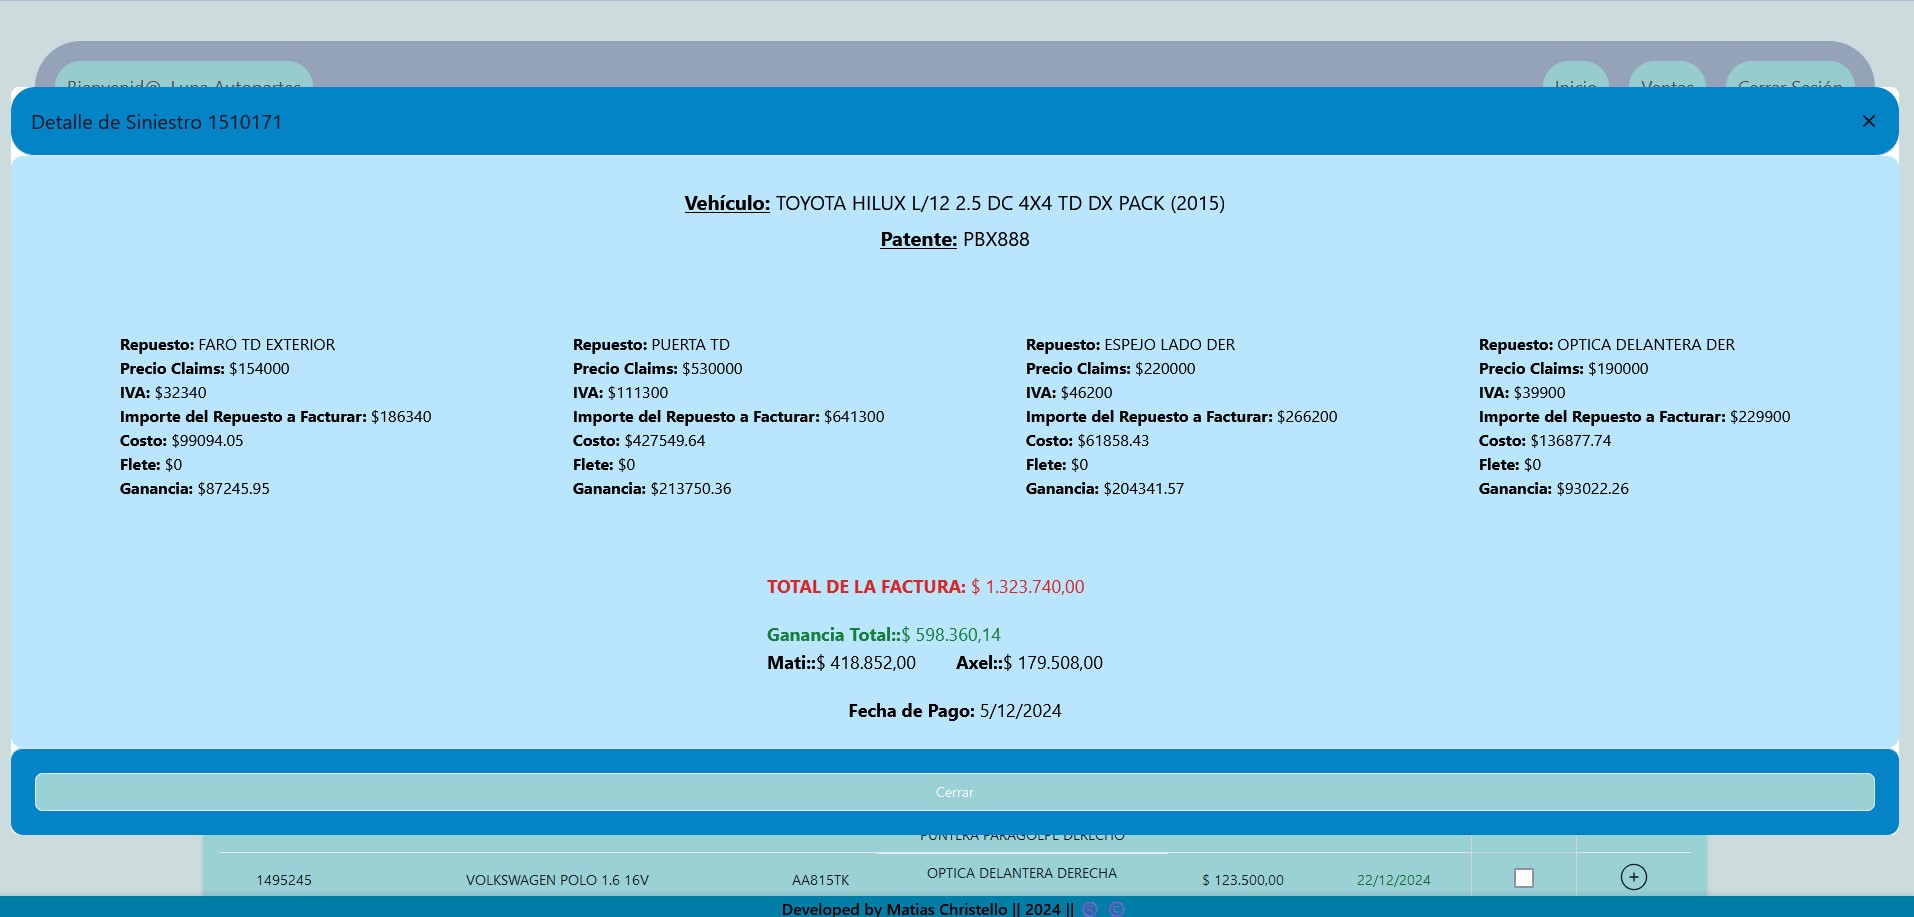 Bienvenid@ Luna Autopartes
Inicio
Ventas
Cerrar Sesión
Detalle de Siniestro 1510171
Vehículo: TOYOTA HILUX L/12 2.5 DC 4X4 TD DX PACK (2015)
Patente: PBX888
Repuesto: FARO TD EXTERIOR
Precio Claims: $154000
IVA: $32340
Importe del Repuesto a Facturar: $186340
Costo: $99094.05
Flete: $0
Ganancia: $87245.95
Repuesto: PUERTA TD
Precio Claims: $530000
IVA: $111300
Importe del Repuesto a Facturar: $641300
Costo: $427549.64
Flete: $0
Ganancia: $213750.36
Repuesto: ESPEJO LADO DER
Precio Claims: $220000
IVA: $46200
Importe del Repuesto a Facturar: $266200
Costo: $61858.43
Flete: $0
Ganancia: $204341.57
Repuesto: OPTICA DELANTERA DER
Precio Claims: $190000
IVA: $39900
Importe del Repuesto a Facturar: $229900
Costo: $136877.74
Flete: $0
Ganancia: $93022.26
TOTAL DE LA FACTURA: $ 1.323.740,00
Ganancia Total::$ 598.360,14
Mati::$ 418.852,00 Axel::$ 179.508,00
Fecha de Pago: 5/12/2024
Cerrar
PUNTERA PARAGOLPE DERECHO
1495245 VOLKSWAGEN POLO 1.6 16V AA815TK OPTICA DELANTERA DERECHA $ 123.500,00 22/12/2024
Developed by Matias Christello || 2024 || ® ©